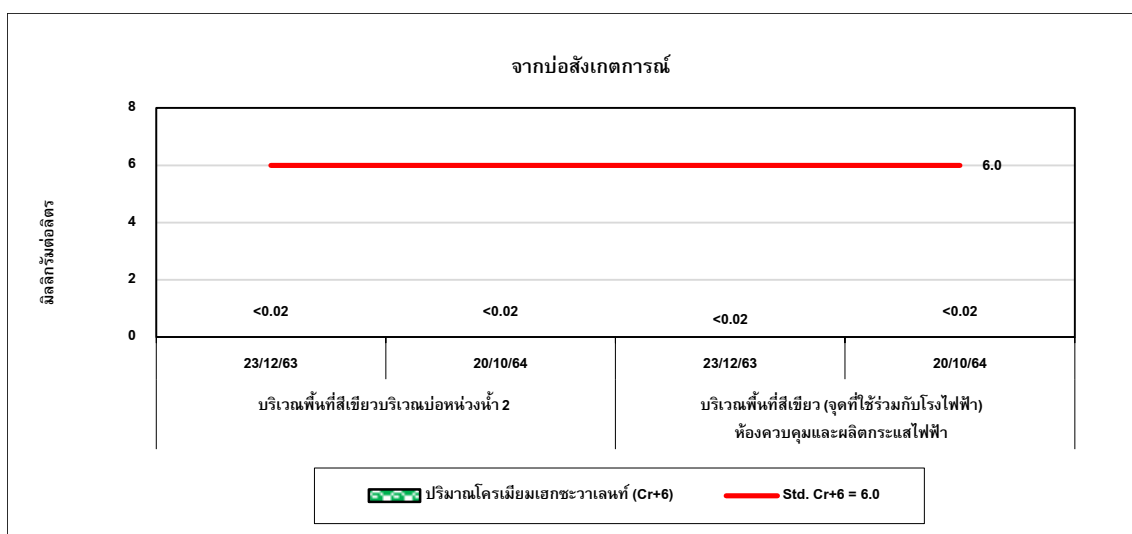 จากบ่อสังเกตการณ์
มิลลิกรัมต่อลิตร
8
6
4
2
0
6.0
<0.02
<0.02
<0.02
<0.02
23/12/63
20/10/64
23/12/63
20/10/64
บริเวณพื้นที่สีเขียวบริเวณบ่อหน่วงน้ำ 2
บริเวณพื้นที่สีเขียว (จุดที่ใช้ร่วมกับโรงไฟฟ้า)
ห้องควบคุมและผลิตกระแสไฟฟ้า
ปริมาณโครเมียมเฮกซะวาเลนท์ (Cr+6)
Std. Cr+6 = 6.0